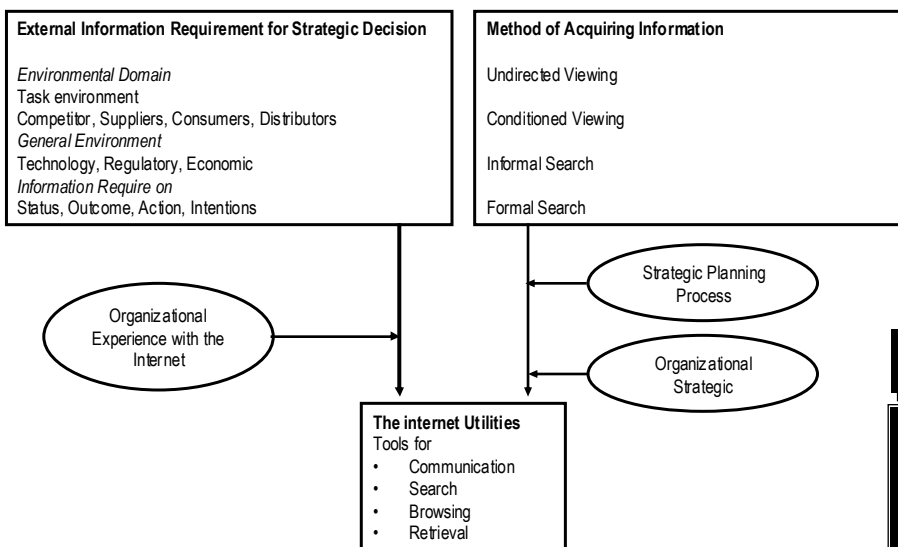 External Information Requirement for Strategic Decision
Environmental Domain
Task environment
Competitor, Suppliers, Consumers, Distributors
General Environment
Technology, Regulatory, Economic
Information Require on
Status, Outcome, Action, Intentions
Method of Acquiring Information
Undirected Viewing
Conditioned Viewing
Informal Search
Formal Search
Organizational
Experience with the
Internet
Strategic Planning
Process
Organizational
Strategic
The internet Utilities
Tools for
• Communication
• Search
• Browsing
• Retrieval